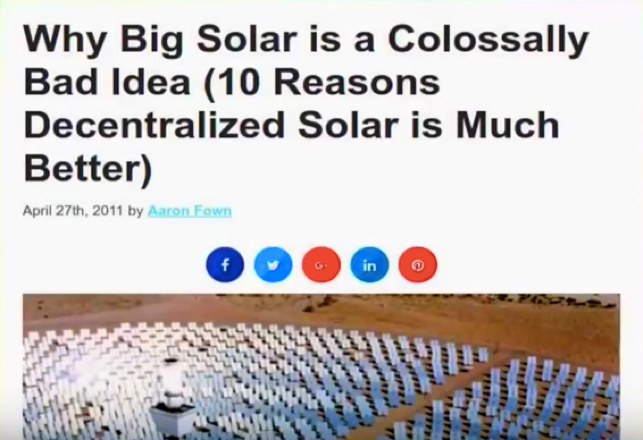 Why Big Solar is a Colossally
Bad Idea (10 Reasons
Decentralized Solar is Much
Better)
April 27th, 2011 by Aaron Fown
f
G+
in